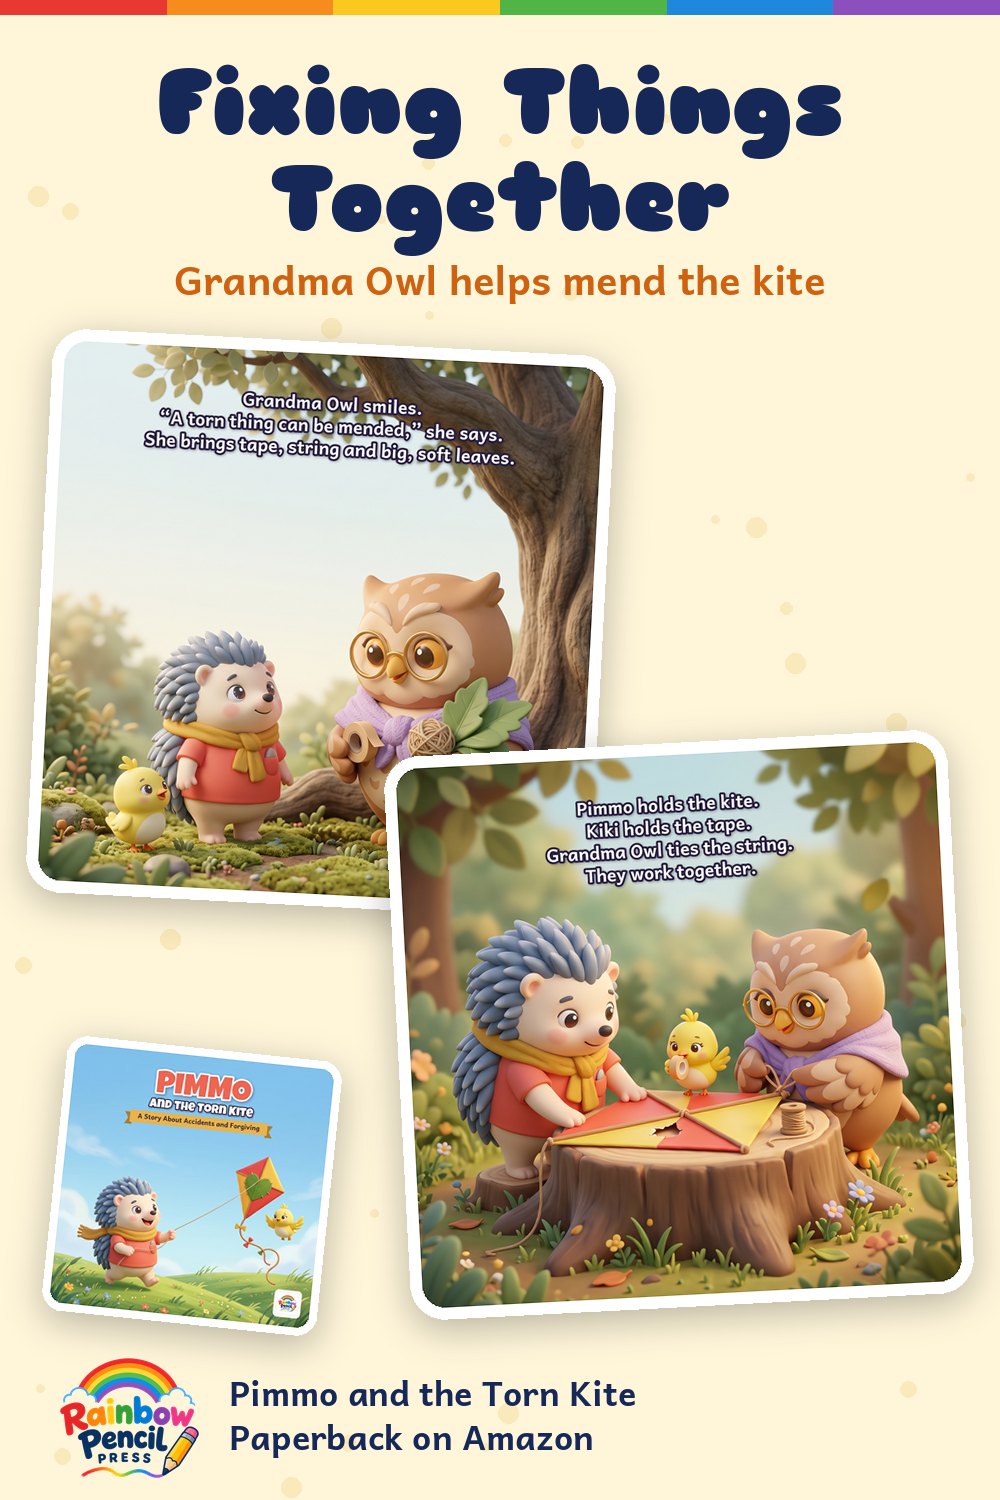 Fixing Things
Together
Grandma Owl helps mend the kite
Grandma Owl smiles.
“A torn thing can be mended,” she says.
She brings tape, string and big, soft leaves.
Pimmo holds the kite.
Kiki holds the tape.
Grandma Owl ties the string.
They work together.
PIMMO
AND THE TORN KITE
A Story About Accidents and Forgiving
Rainbow
Pencil
Rainbow
Pencil
PRESS
Pimmo and the Torn Kite
Paperback on Amazon